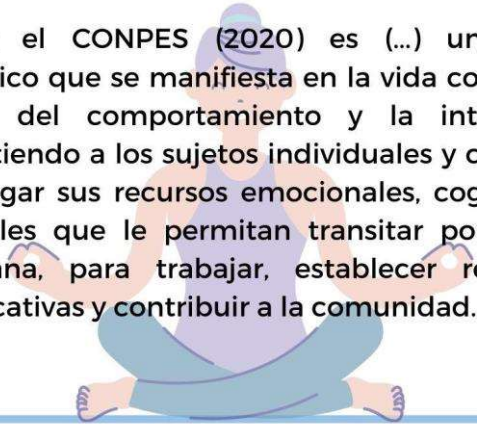 el CONPES (2020) es (...) un
ico que se manifiesta en la vida co
del comportamiento y la int
tiendo a los sujetos individuales y c
gar sus recursos emocionales, cog
les que le permitan transitar po
na, para trabajar, establecer re
cativas y contribuir a la comunidad.